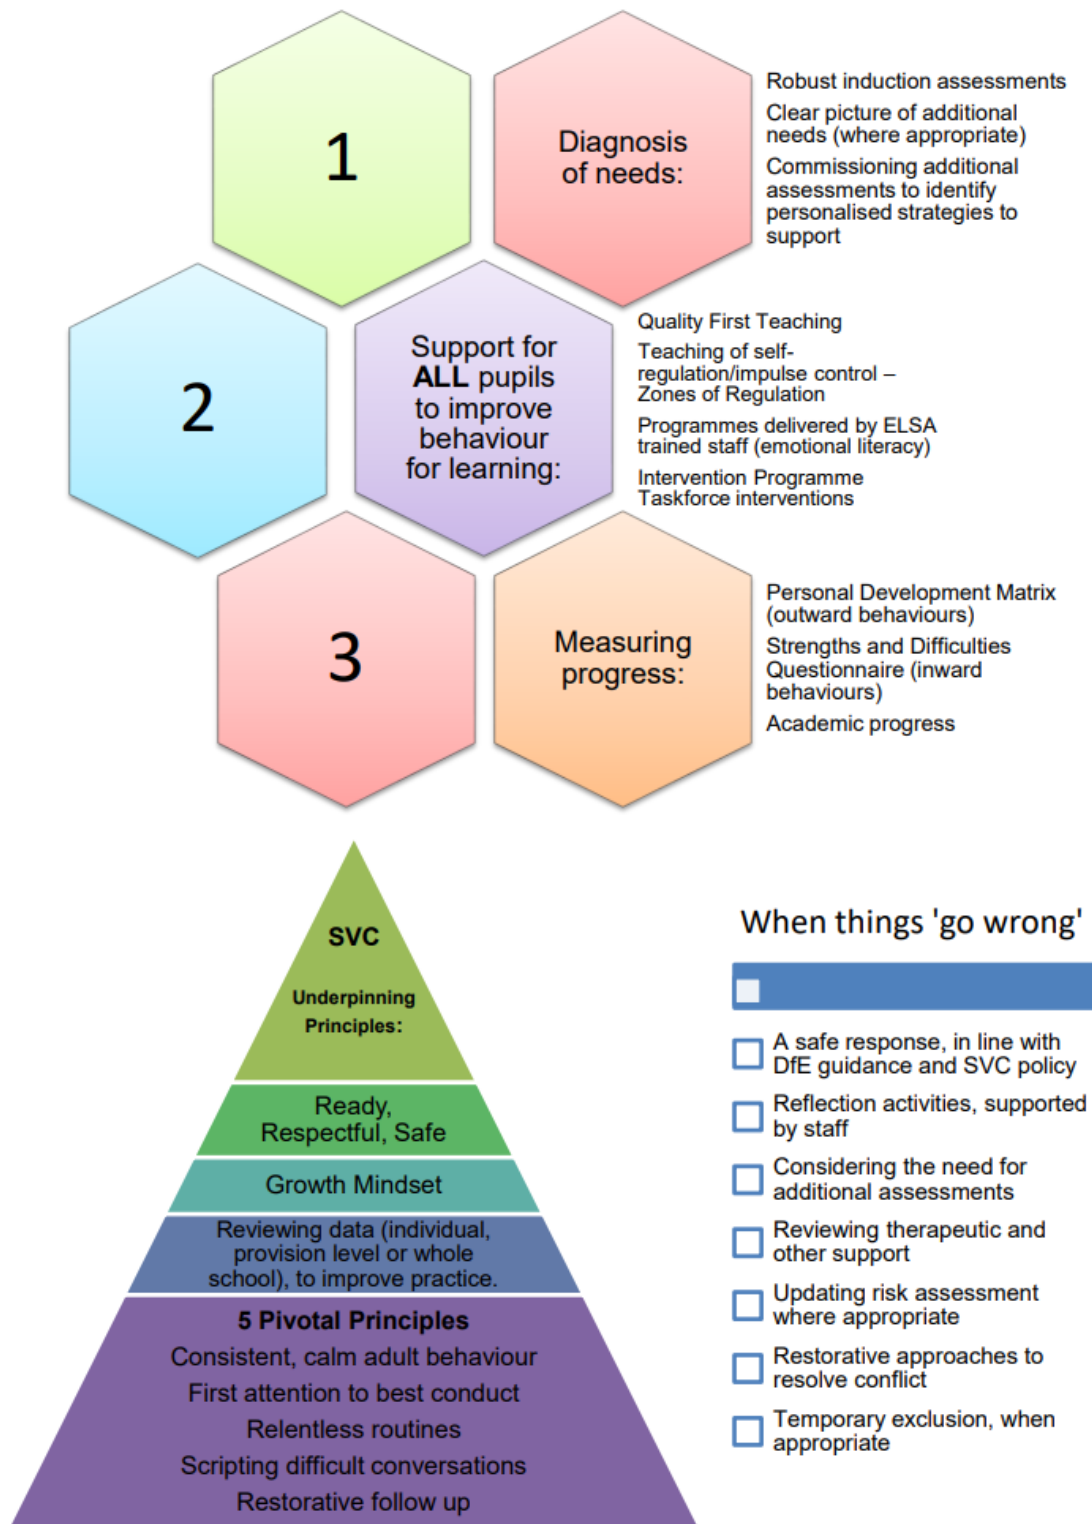 1
Diagnosis
of needs:
Robust induction assessments
Clear picture of additional
needs (where appropriate)
Commissioning additional
assessments to identify
personalised strategies to
support
2
Support for
ALL pupils
to improve
behaviour
for learning:
Quality First Teaching
Teaching of self-
regulation/impulse control –
Zones of Regulation
Programmes delivered by ELSA
trained staff (emotional literacy)
Intervention Programme
Taskforce interventions
3
Measuring
progress:
Personal Development Matrix
(outward behaviours)
Strengths and Difficulties
Questionnaire (inward
behaviours)
Academic progress
SVC
Underpinning
Principles:
Ready,
Respectful, Safe
Growth Mindset
Reviewing data (individual,
provision level or whole
school), to improve practice.
5 Pivotal Principles
Consistent, calm adult behaviour
First attention to best conduct
Relentless routines
Scripting difficult conversations
Restorative follow up
When things 'go wrong'
A safe response, in line with
DfE guidance and SVC policy
Reflection activities, supported
by staff
Considering the need for
additional assessments
Reviewing therapeutic and
other support
Updating risk assessment
where appropriate
Restorative approaches to
resolve conflict
Temporary exclusion, when
appropriate